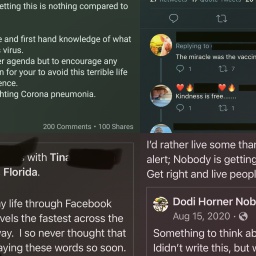 etting this is nothing compared to
e and first hand knowledge of what
virus.
er agenda but to encourage any
n for your to avoid this terrible life
ence.
hting Corona pneumonia.
200 Comments • 100 Shares
Replying to
The miracle was the vaccin
1
7
Kindness is free.......
1
1
with Tina
Florida.
y life through Facebook
vels the fastest across the
ay. I so never thought that
aying these words so soon.
I'd rather live some than
alert; Nobody is getting
Get right and live peopl
Dodi Horner Nob
Aug 15, 2020 •
Something to think ab
Ididn't write this, but w